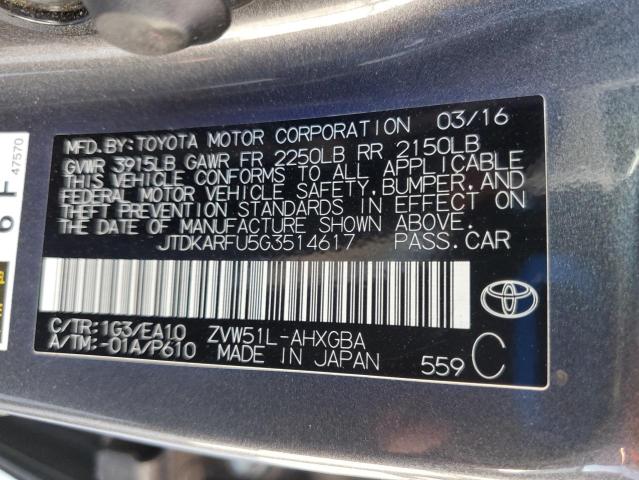 MFD.BY:TOYOTA MOTOR CORPORATION 03/16
GVWR 3915LB GAWR FR 2250LB RR 2150LB
THIS VEHICLE CONFORMS TO ALL APPLICABLE
FEDERAL MOTOR VEHICLE SAFETY, BUMPER, AND
THEFT PREVENTION STANDARDS IN EFFECT ON
THE DATE OF MANUFACTURE SHOWN ABOVE.
JTDKARFU5G3514617 PASS.CAR
C/TR:1G3/EA10 ZVW51L-AHXGBA
A/TM:-01A/P610 MADE IN JAPAN 559 C
47570